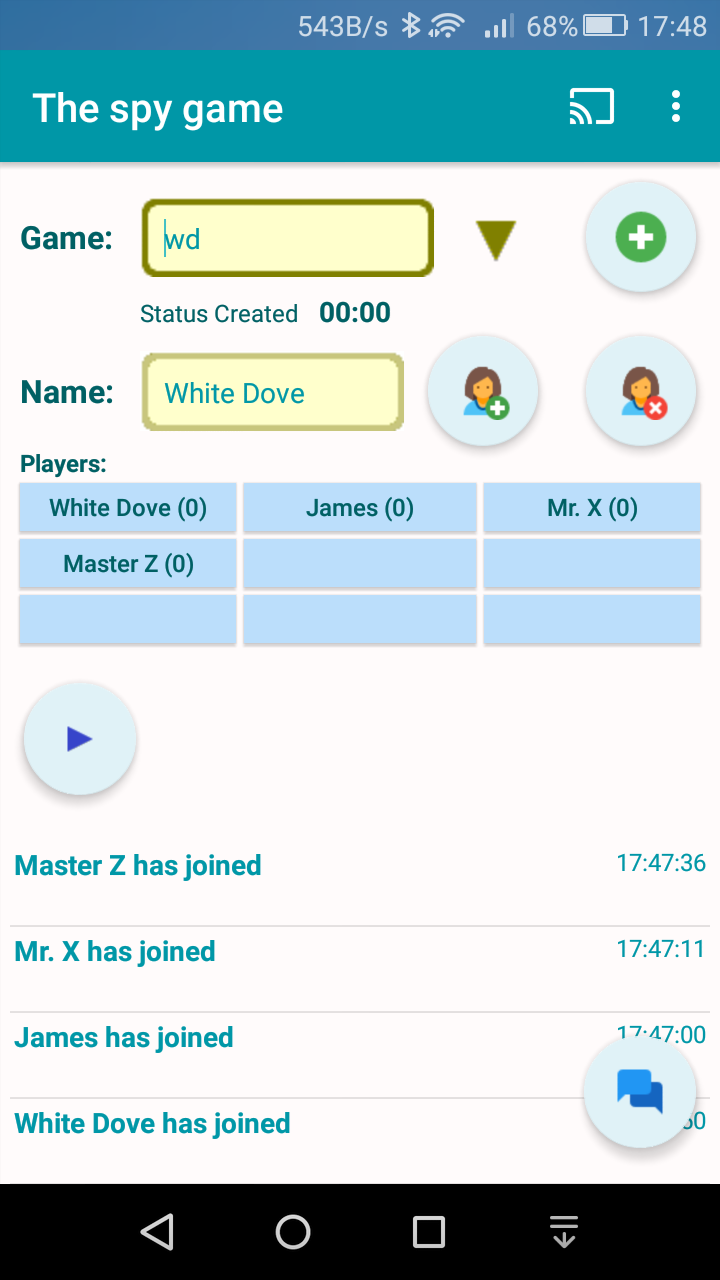 543B/s 68% 17:48
The spy game
Game: wd
Status Created 00:00
Name: White Dove
Players:
White Dove (0) James (0) Mr. X (0)
Master Z (0)
Master Z has joined 17:47:36
Mr. X has joined 17:47:11
James has joined 17:47:00
White Dove has joined